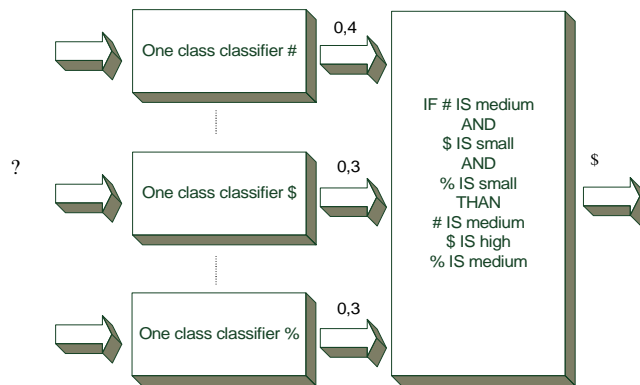 0,4
One class classifier #
IF # IS medium
AND
$ IS small
AND
% IS small
THAN
# IS medium
$ IS high
% IS medium
?
0,3
One class classifier $
$
0,3
One class classifier %